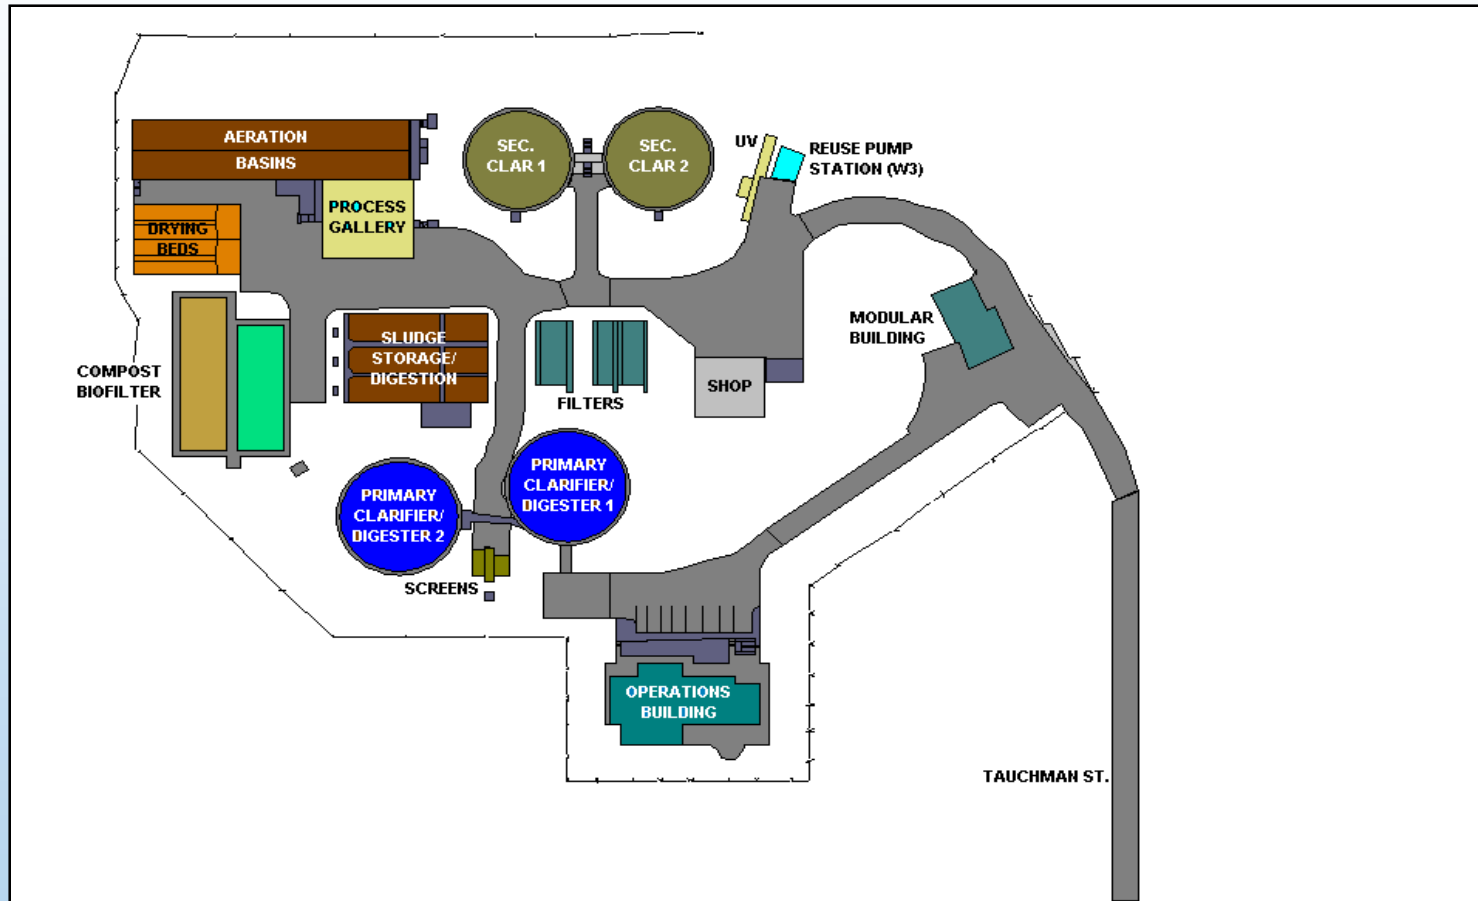 AERATION
BASINS
SEC.
CLAR 1
SEC.
CLAR 2
UV
REUSE PUMP
STATION (W3)
PROCESS
GALLERY
DRYING
BEDS
SLUDGE
STORAGE/
DIGESTION
COMPOST
BIOFILTER
FILTERS
SHOP
MODULAR
BUILDING
PRIMARY
CLARIFIER/
DIGESTER 1
PRIMARY
CLARIFIER/
DIGESTER 2
SCREENS
OPERATIONS
BUILDING
TAUCHMAN ST.